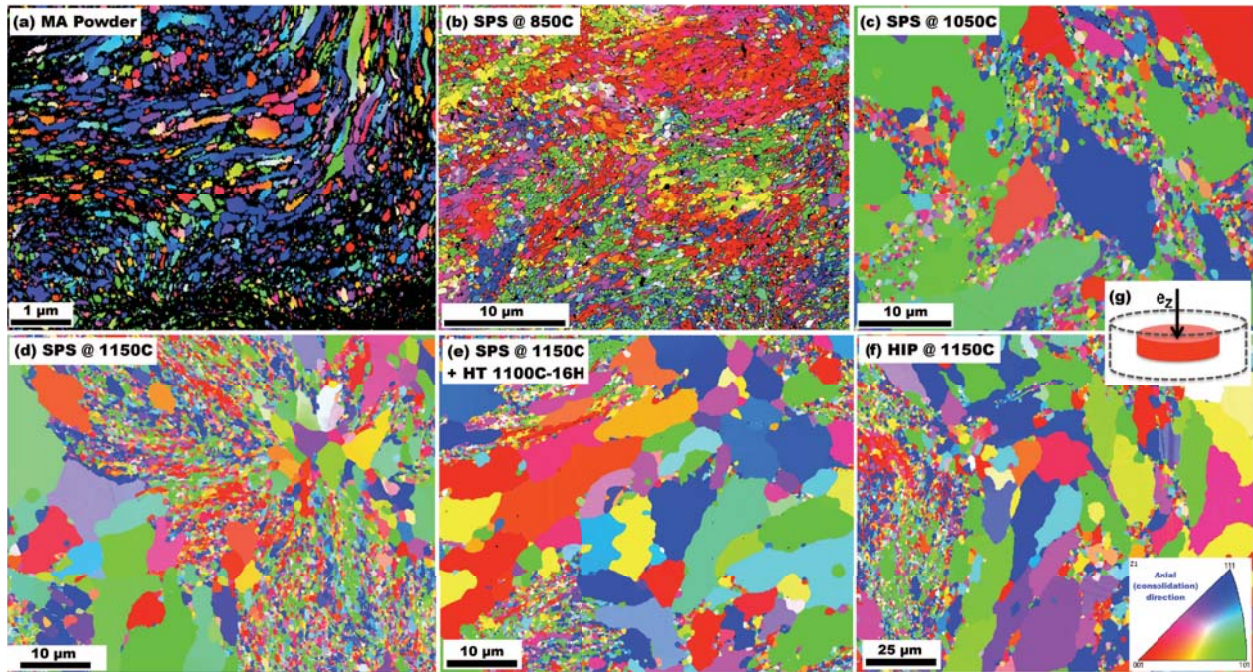 (a) MA Powder
1 µm
(b) SPS @ 850C
10 µm
(c) SPS @ 1050C
10 µm
(g)
eZ
(d) SPS @ 1150C
10 µm
(e) SPS @ 1150C
+ HT 1100C-16H
10 µm
(f) HIP @ 1150C
25 µm
111
Axial
(consolidation)
direction
001
101